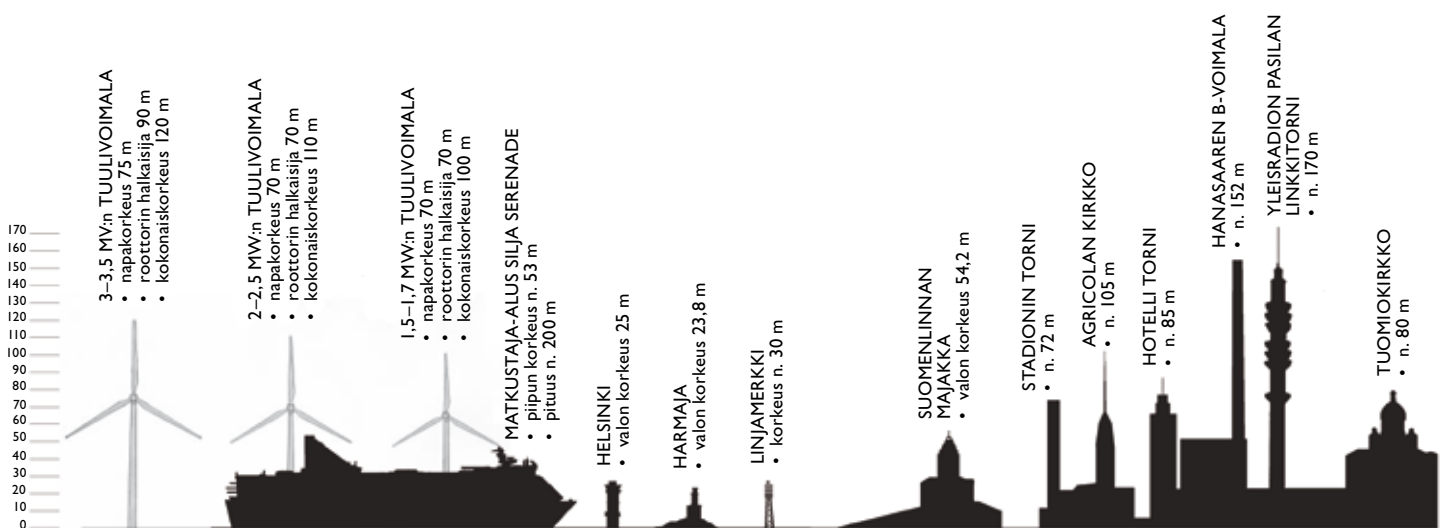 170
160
150
140
130
120
110
100
90
80
70
60
50
40
30
20
10
0
3–3,5 MV:n TUULIVOIMALA
• napakorkeus 75 m
• roottorin halkaisija 90 m
• kokonaiskorkeus 120 m
2–2,5 MW:n TUULIVOIMALA
• napakorkeus 70 m
• roottorin halkaisija 70 m
• kokonaiskorkeus 110 m
1,5–1,7 MW:n TUULIVOIMALA
• napakorkeus 70 m
• roottorin halkaisija 70 m
• kokonaiskorkeus 100 m
MATKUSTAJA-ALUS SILJA SERENADE
• piipun korkeus n. 53 m
• pituus n. 200 m
HELSINKI
• valon korkeus 25 m
HARMAJA
• valon korkeus 23,8 m
LINJAMERKKI
• korkeus n. 30 m
SUOMENLINNAN
MAJAKKA
• valon korkeus 54,2 m
STADIONIN TORNI
• n. 72 m
AGRICOLAN KIRKKO
• n. 105 m
HOTELLI TORNI
• n. 85 m
HANASAAREN B-VOIMALA
• n. 152 m
YLEISRADION PASILAN
LINKKITORNI
• n. 170 m
TUOMIOKIRKKO
• n. 80 m